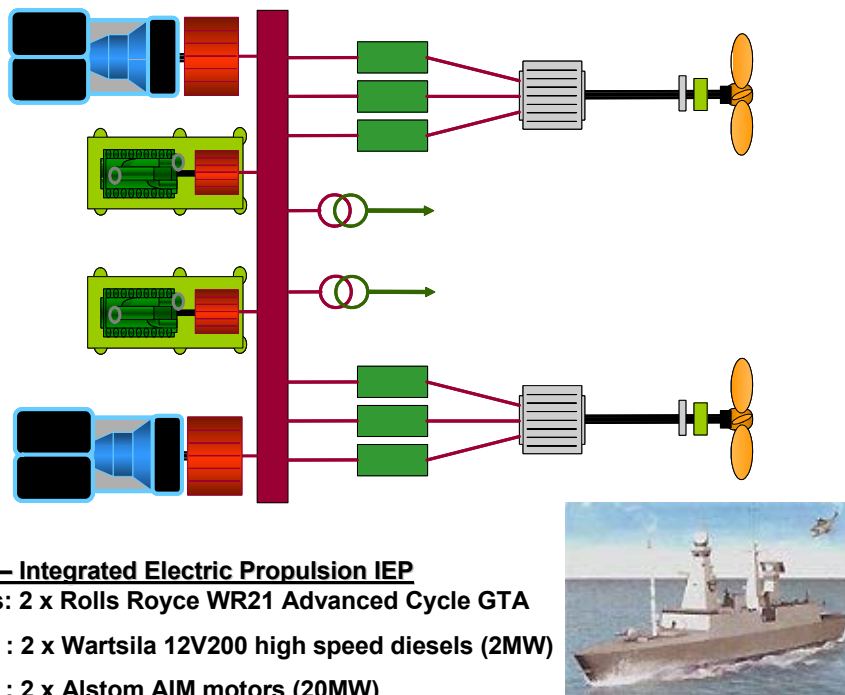 – Integrated Electric Propulsion IEP
s: 2 x Rolls Royce WR21 Advanced Cycle GTA
: 2 x Wartsila 12V200 high speed diesels (2MW)
: 2 x Alstom AIM motors (20MW)